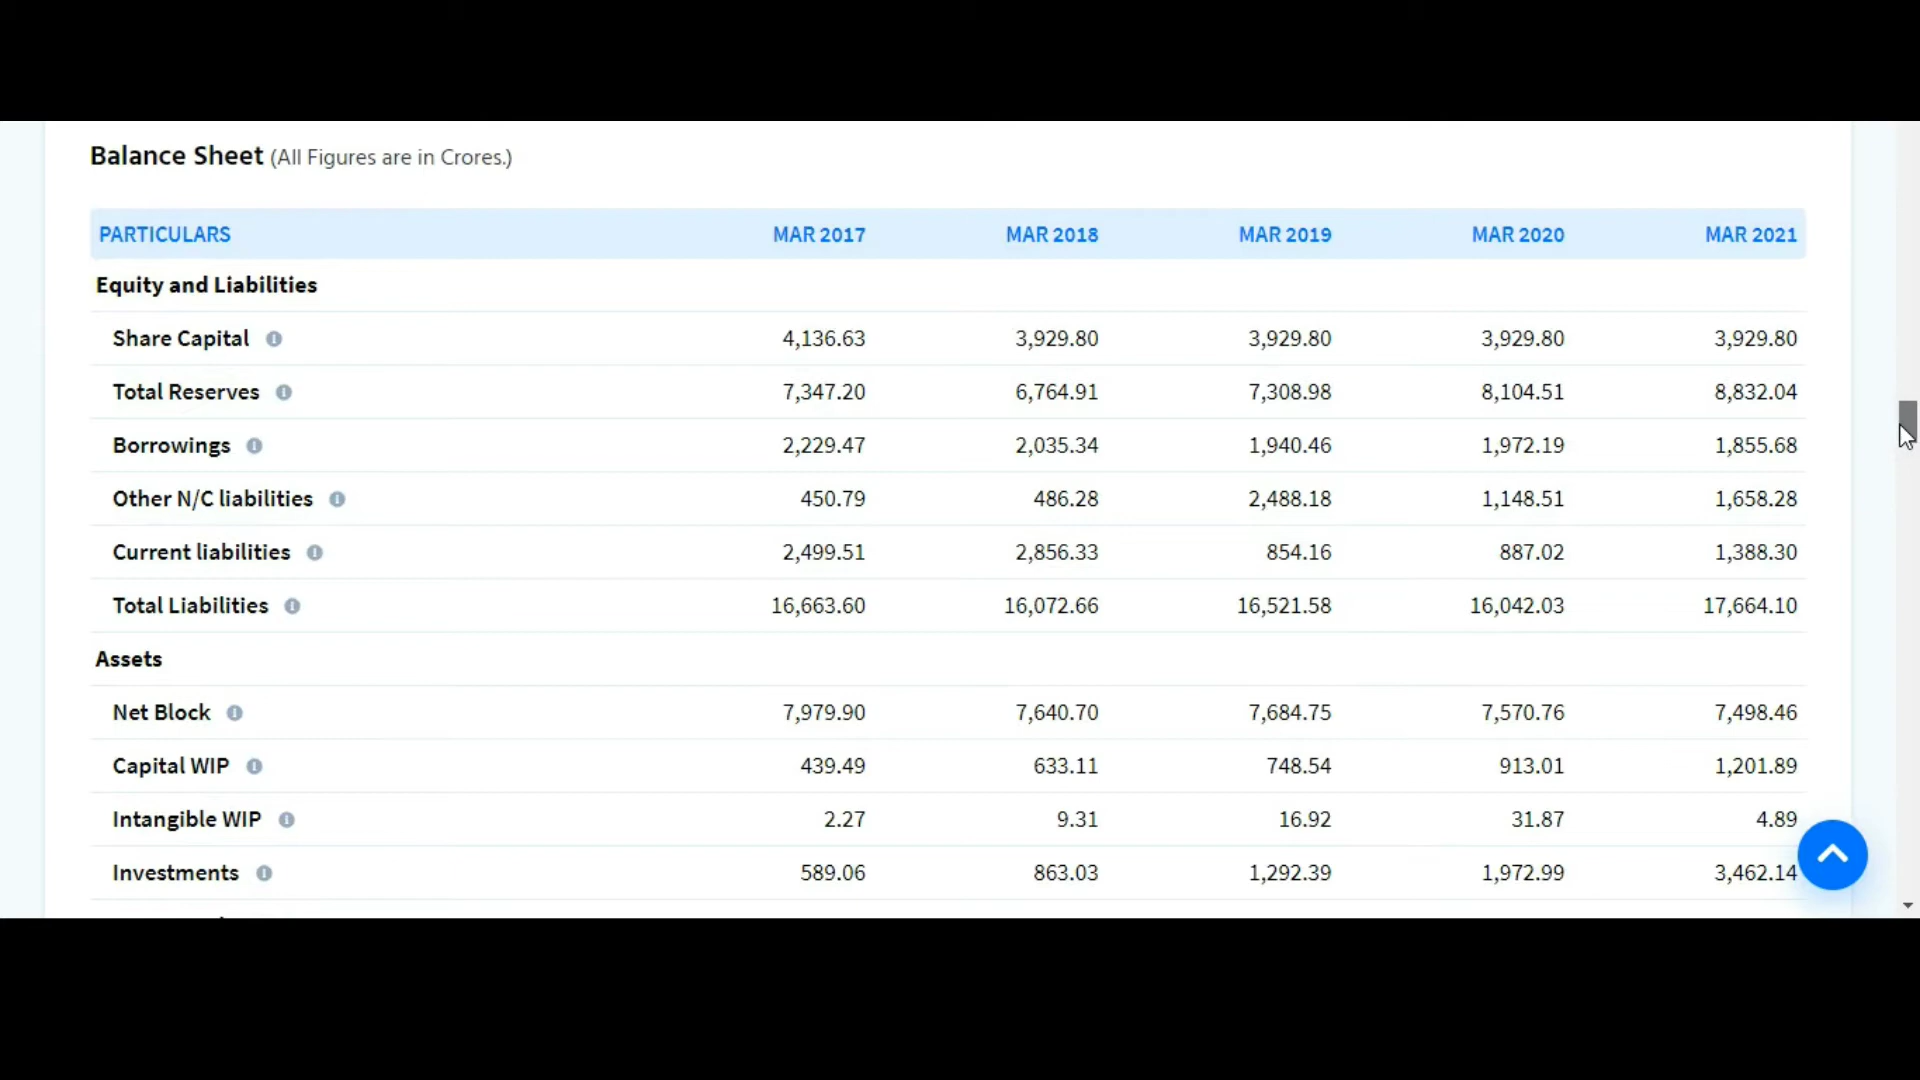 Balance Sheet (All Figures are in Crores.)
PARTICULARS MAR 2017 MAR 2018 MAR 2019 MAR 2020 MAR 2021
Equity and Liabilities
Share Capital 4,136.63 3,929.80 3,929.80 3,929.80 3,929.80
Total Reserves 7,347.20 6,764.91 7,308.98 8,104.51 8,832.04
Borrowings 2,229.47 2,035.34 1,940.46 1,972.19 1,855.68
Other N/C liabilities 450.79 486.28 2,488.18 1,148.51 1,658.28
Current liabilities 2,499.51 2,856.33 854.16 887.02 1,388.30
Total Liabilities 16,663.60 16,072.66 16,521.58 16,042.03 17,664.10
Assets
Net Block 7,979.90 7,640.70 7,684.75 7,570.76 7,498.46
Capital WIP 439.49 633.11 748.54 913.01 1,201.89
Intangible WIP 2.27 9.31 16.92 31.87 4.89
Investments 589.06 863.03 1,292.39 1,972.99 3,462.14